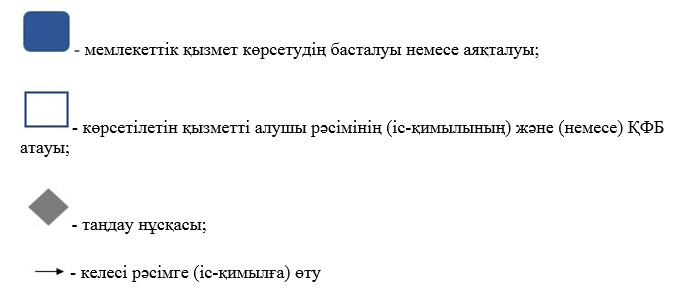 - мемлекеттік қызмет көрсетудің басталуы немесе аяқталуы;
- көрсетілетін қызметті алушы рәсімінің (іс-қимылының) және (немесе) ҚФБ
атауы;
- таңдау нұсқасы;
- келесі рәсімге (іс-қимылға) өту